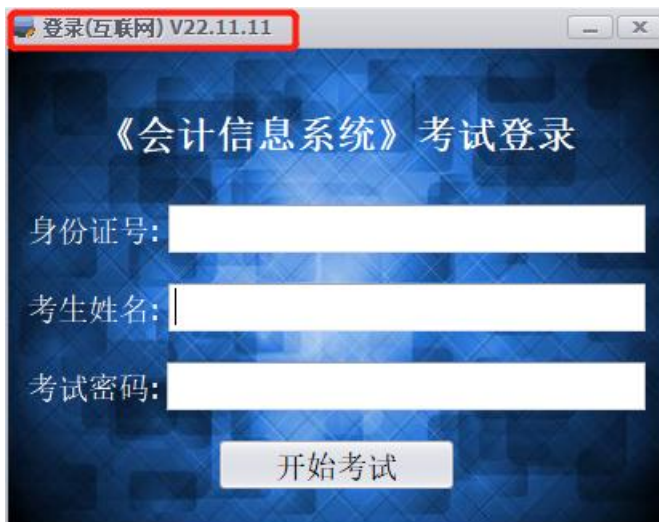 登录(互联网) V22.11.11
《会计信息系统》考试登录
身份证号:
考生姓名:
考试密码:
开始考试